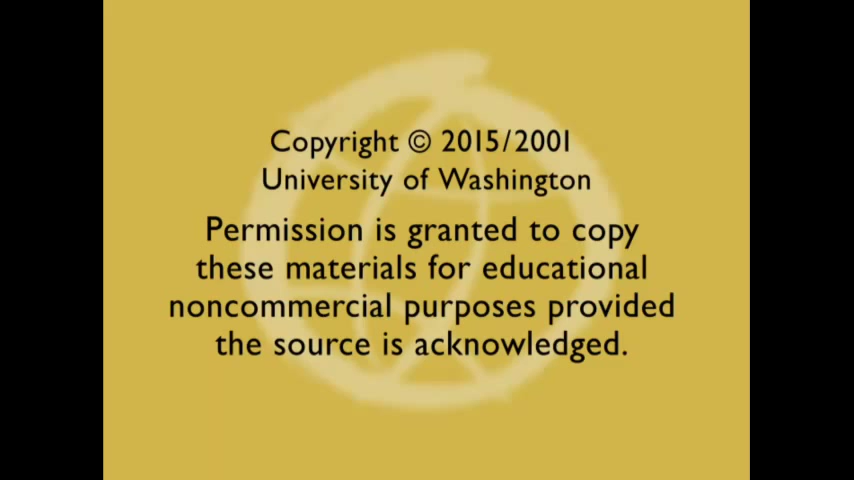 Copyright © 2015/2001
University of Washington
Permission is granted to copy
these materials for educational
noncommercial purposes provided
the source is acknowledged.